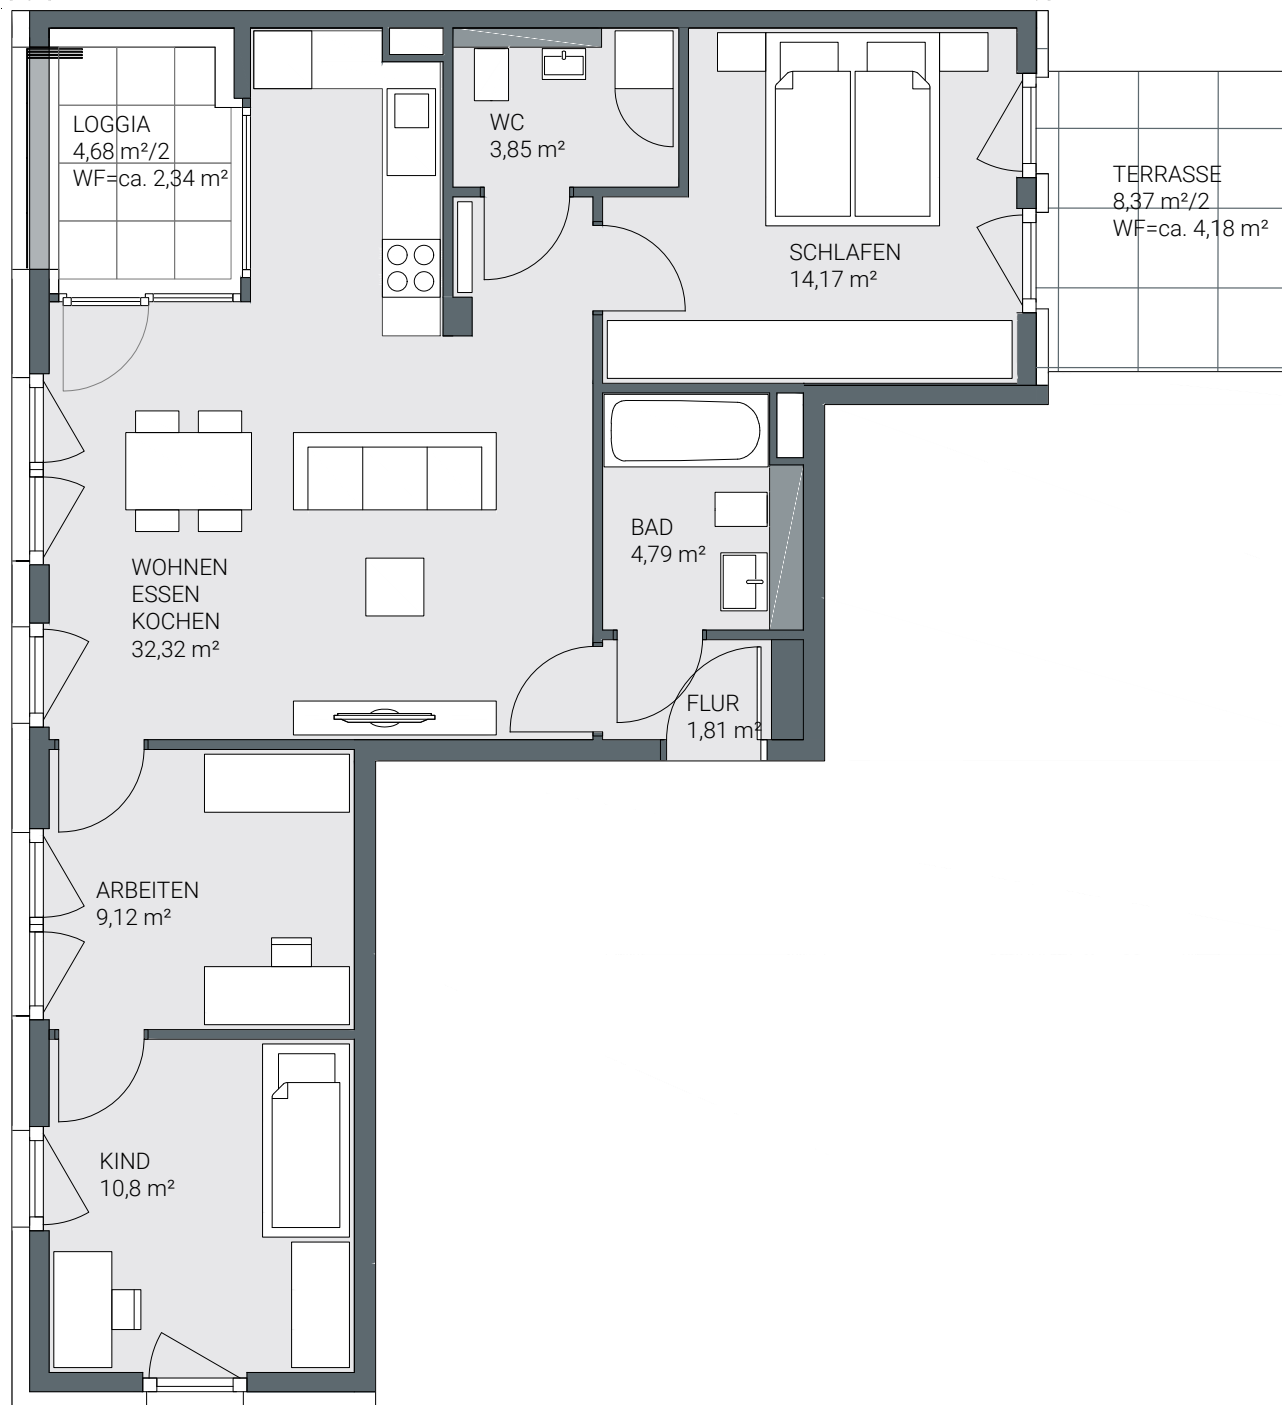 LOGGIA
4,68 m²/2
WF=ca. 2,34 m²
WC
3,85 m²
SCHLAFEN
14,17 m²
TERRASSE
8,37 m²/2
WF=ca. 4,18 m²
BAD
4,79 m²
WOHNEN
ESSEN
KOCHEN
32,32 m²
FLUR
1,81 m²
ARBEITEN
9,12 m²
KIND
10,8 m²